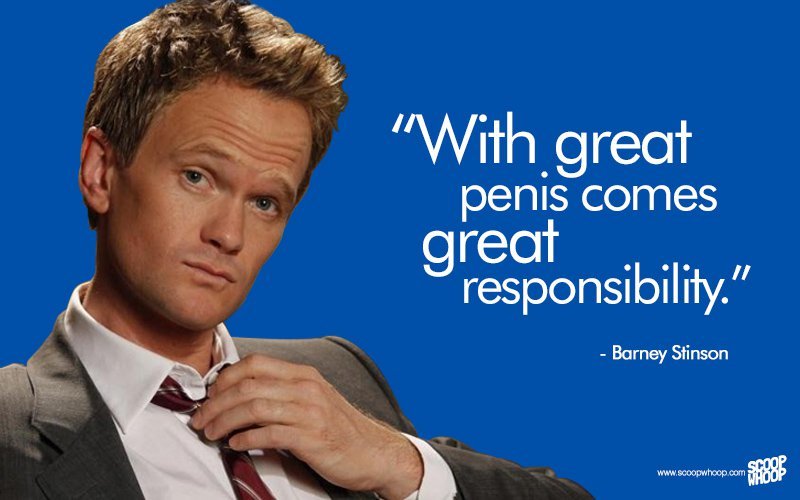 “With great
penis comes
great
responsibility.”
- Barney Stinson
www.scoopwhoop.com
SCOOP
WHOOP